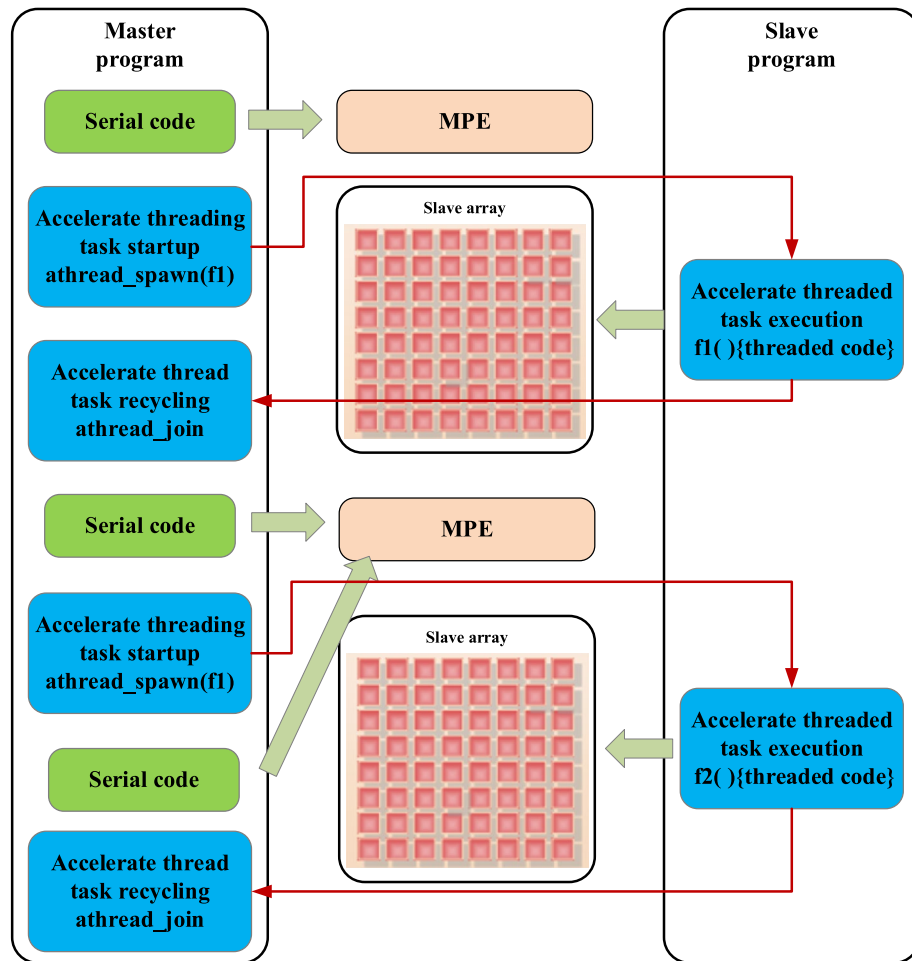 Master
program
Slave
program
Serial code
MPE
Accelerate threading
task startup
athread_spawn(f1)
Slave array
Accelerate threaded
task execution
f1( ){threaded code}
Accelerate thread
task recycling
athread_join
Serial code
MPE
Accelerate threading
task startup
athread_spawn(f1)
Slave array
Accelerate threaded
task execution
f2( ){threaded code}
Serial code
Accelerate thread
task recycling
athread_join